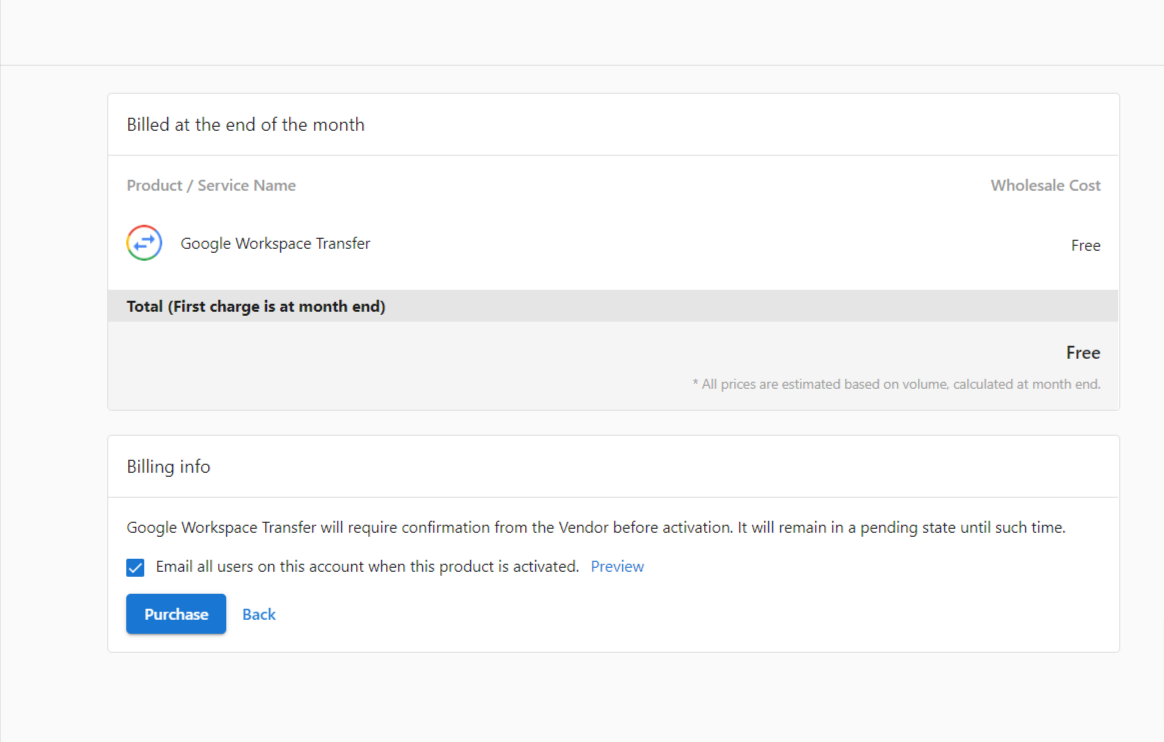 Billed at the end of the month
Product / Service Name Wholesale Cost
Google Workspace Transfer Free
Total (First charge is at month end)
Free
* All prices are estimated based on volume, calculated at month end.
Billing info
Google Workspace Transfer will require confirmation from the Vendor before activation. It will remain in a pending state until such time.
Email all users on this account when this product is activated. Preview
Purchase Back